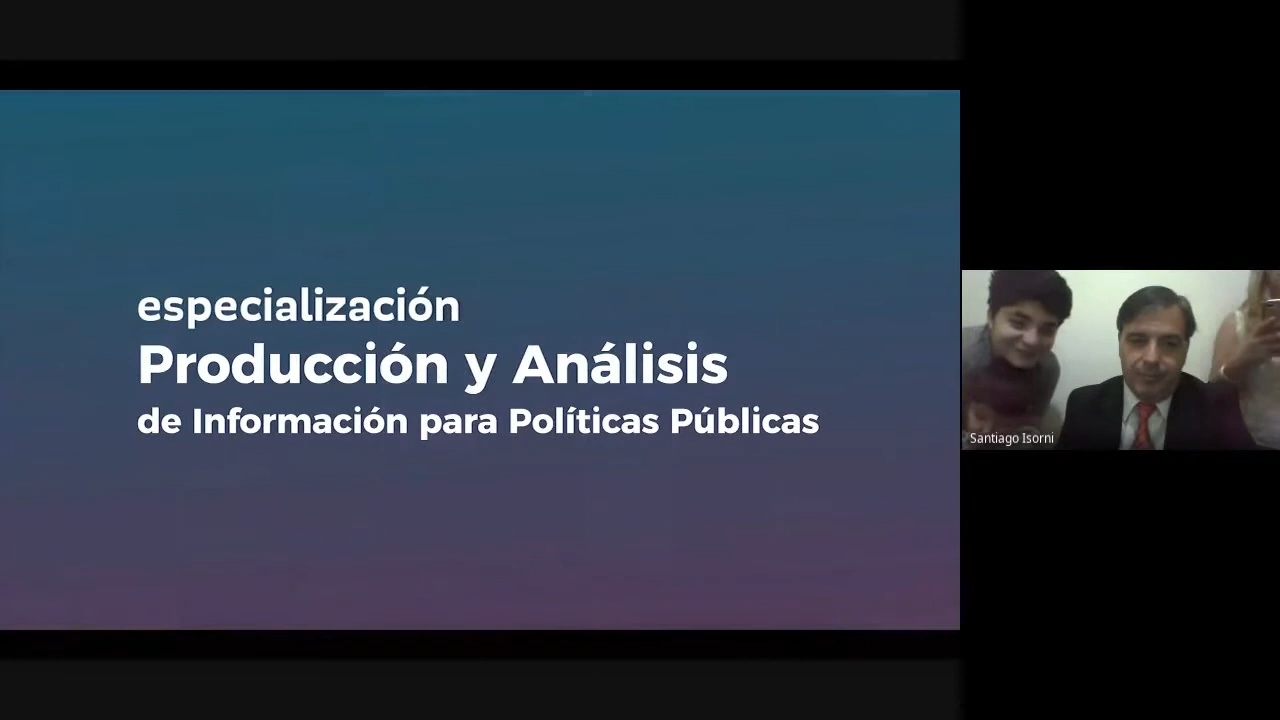 especialización
Producción y Análisis
de Información para Políticas Públicas
Santiago Isorni